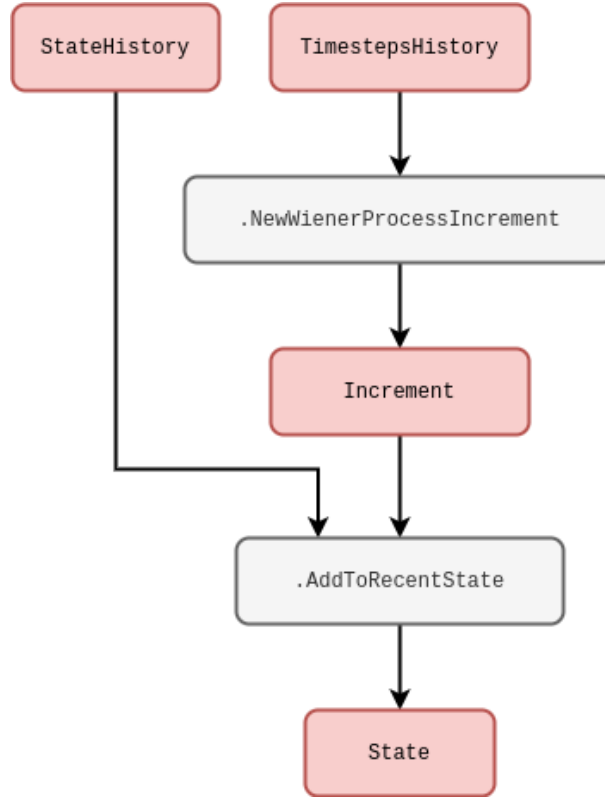 StateHistory
TimestepsHistory
.NewWienerProcessIncrement
Increment
.AddToRecentState
State